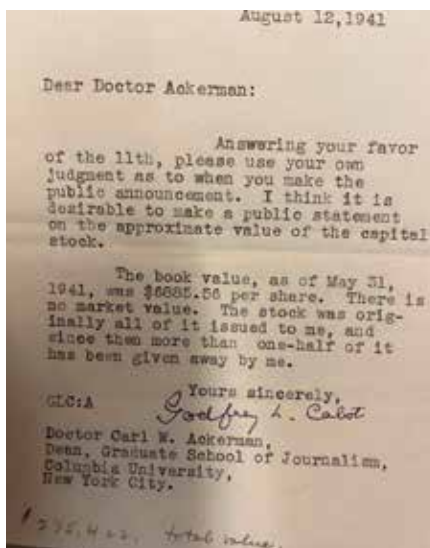 August 12,1941
Dear Doctor Ackerman:
Answering your favor
of the 11th, please use your own
judgment as to when you make the
public announcement. I think it is
desirable to make a public statement
on the approximate value of the capital
stock.
The book value, as of May 31,
1941, was $6885.56 per share. There is
no market value. The stock was orig-
inally all of it issued to me, and
since then more than one-half of it
has been given away by me.
Yours sincerely,
GLC:A
Godfrey L. Cabot
Doctor Carl W. Ackerman,
Dean, Graduate School of Journalism,
Columbia University,
New York City.
total value.